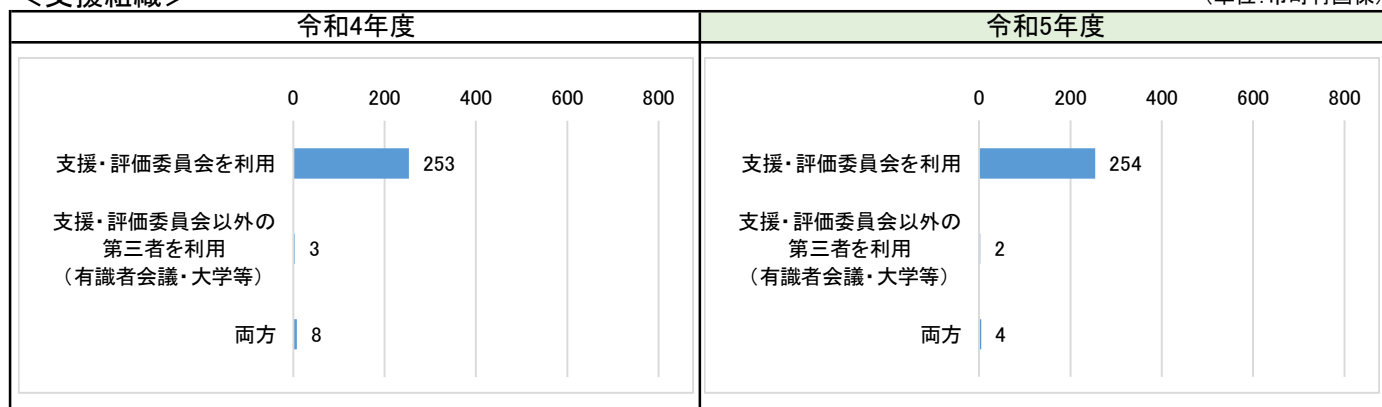 ＜支援組織＞
（単位：市町村国保）
令和4年度
令和5年度
0 200 400 600 800
支援・評価委員会を利用 253
支援・評価委員会以外の
第三者を利用
（有識者会議・大学等） 3
両方 8
0 200 400 600 800
支援・評価委員会を利用 254
支援・評価委員会以外の
第三者を利用
（有識者会議・大学等） 2
両方 4